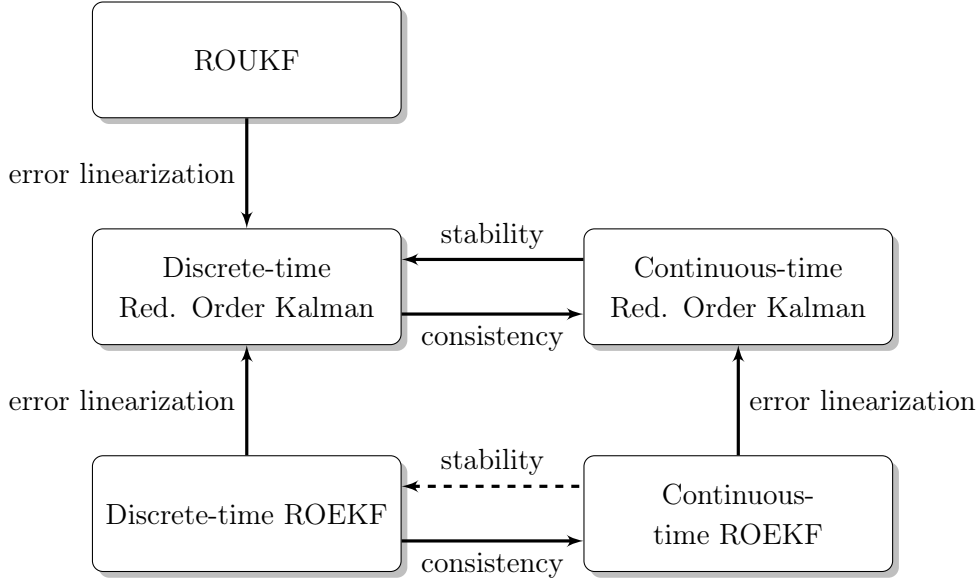 ROUKF
error linearization
stability
Discrete-time
Red. Order Kalman
Continuous-time
Red. Order Kalman
consistency
error linearization
error linearization
stability
Discrete-time ROEKF
Continuous-
time ROEKF
consistency